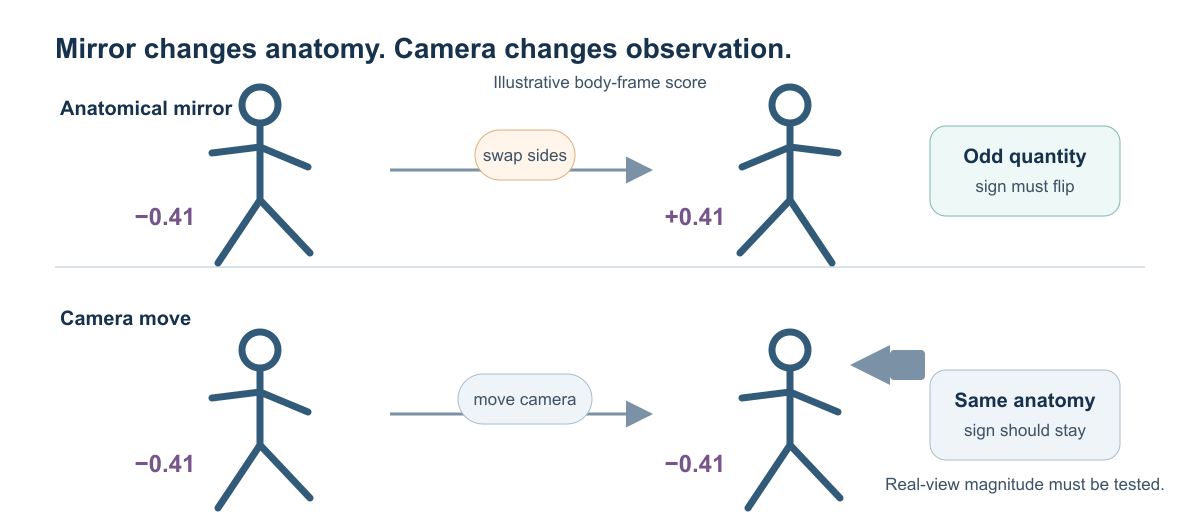 Mirror changes anatomy. Camera changes observation.
Illustrative body-frame score
Anatomical mirror
swap sides
−0.41
+0.41
Odd quantity
sign must flip
Camera move
move camera
−0.41
−0.41
Same anatomy
sign should stay
Real-view magnitude must be tested.